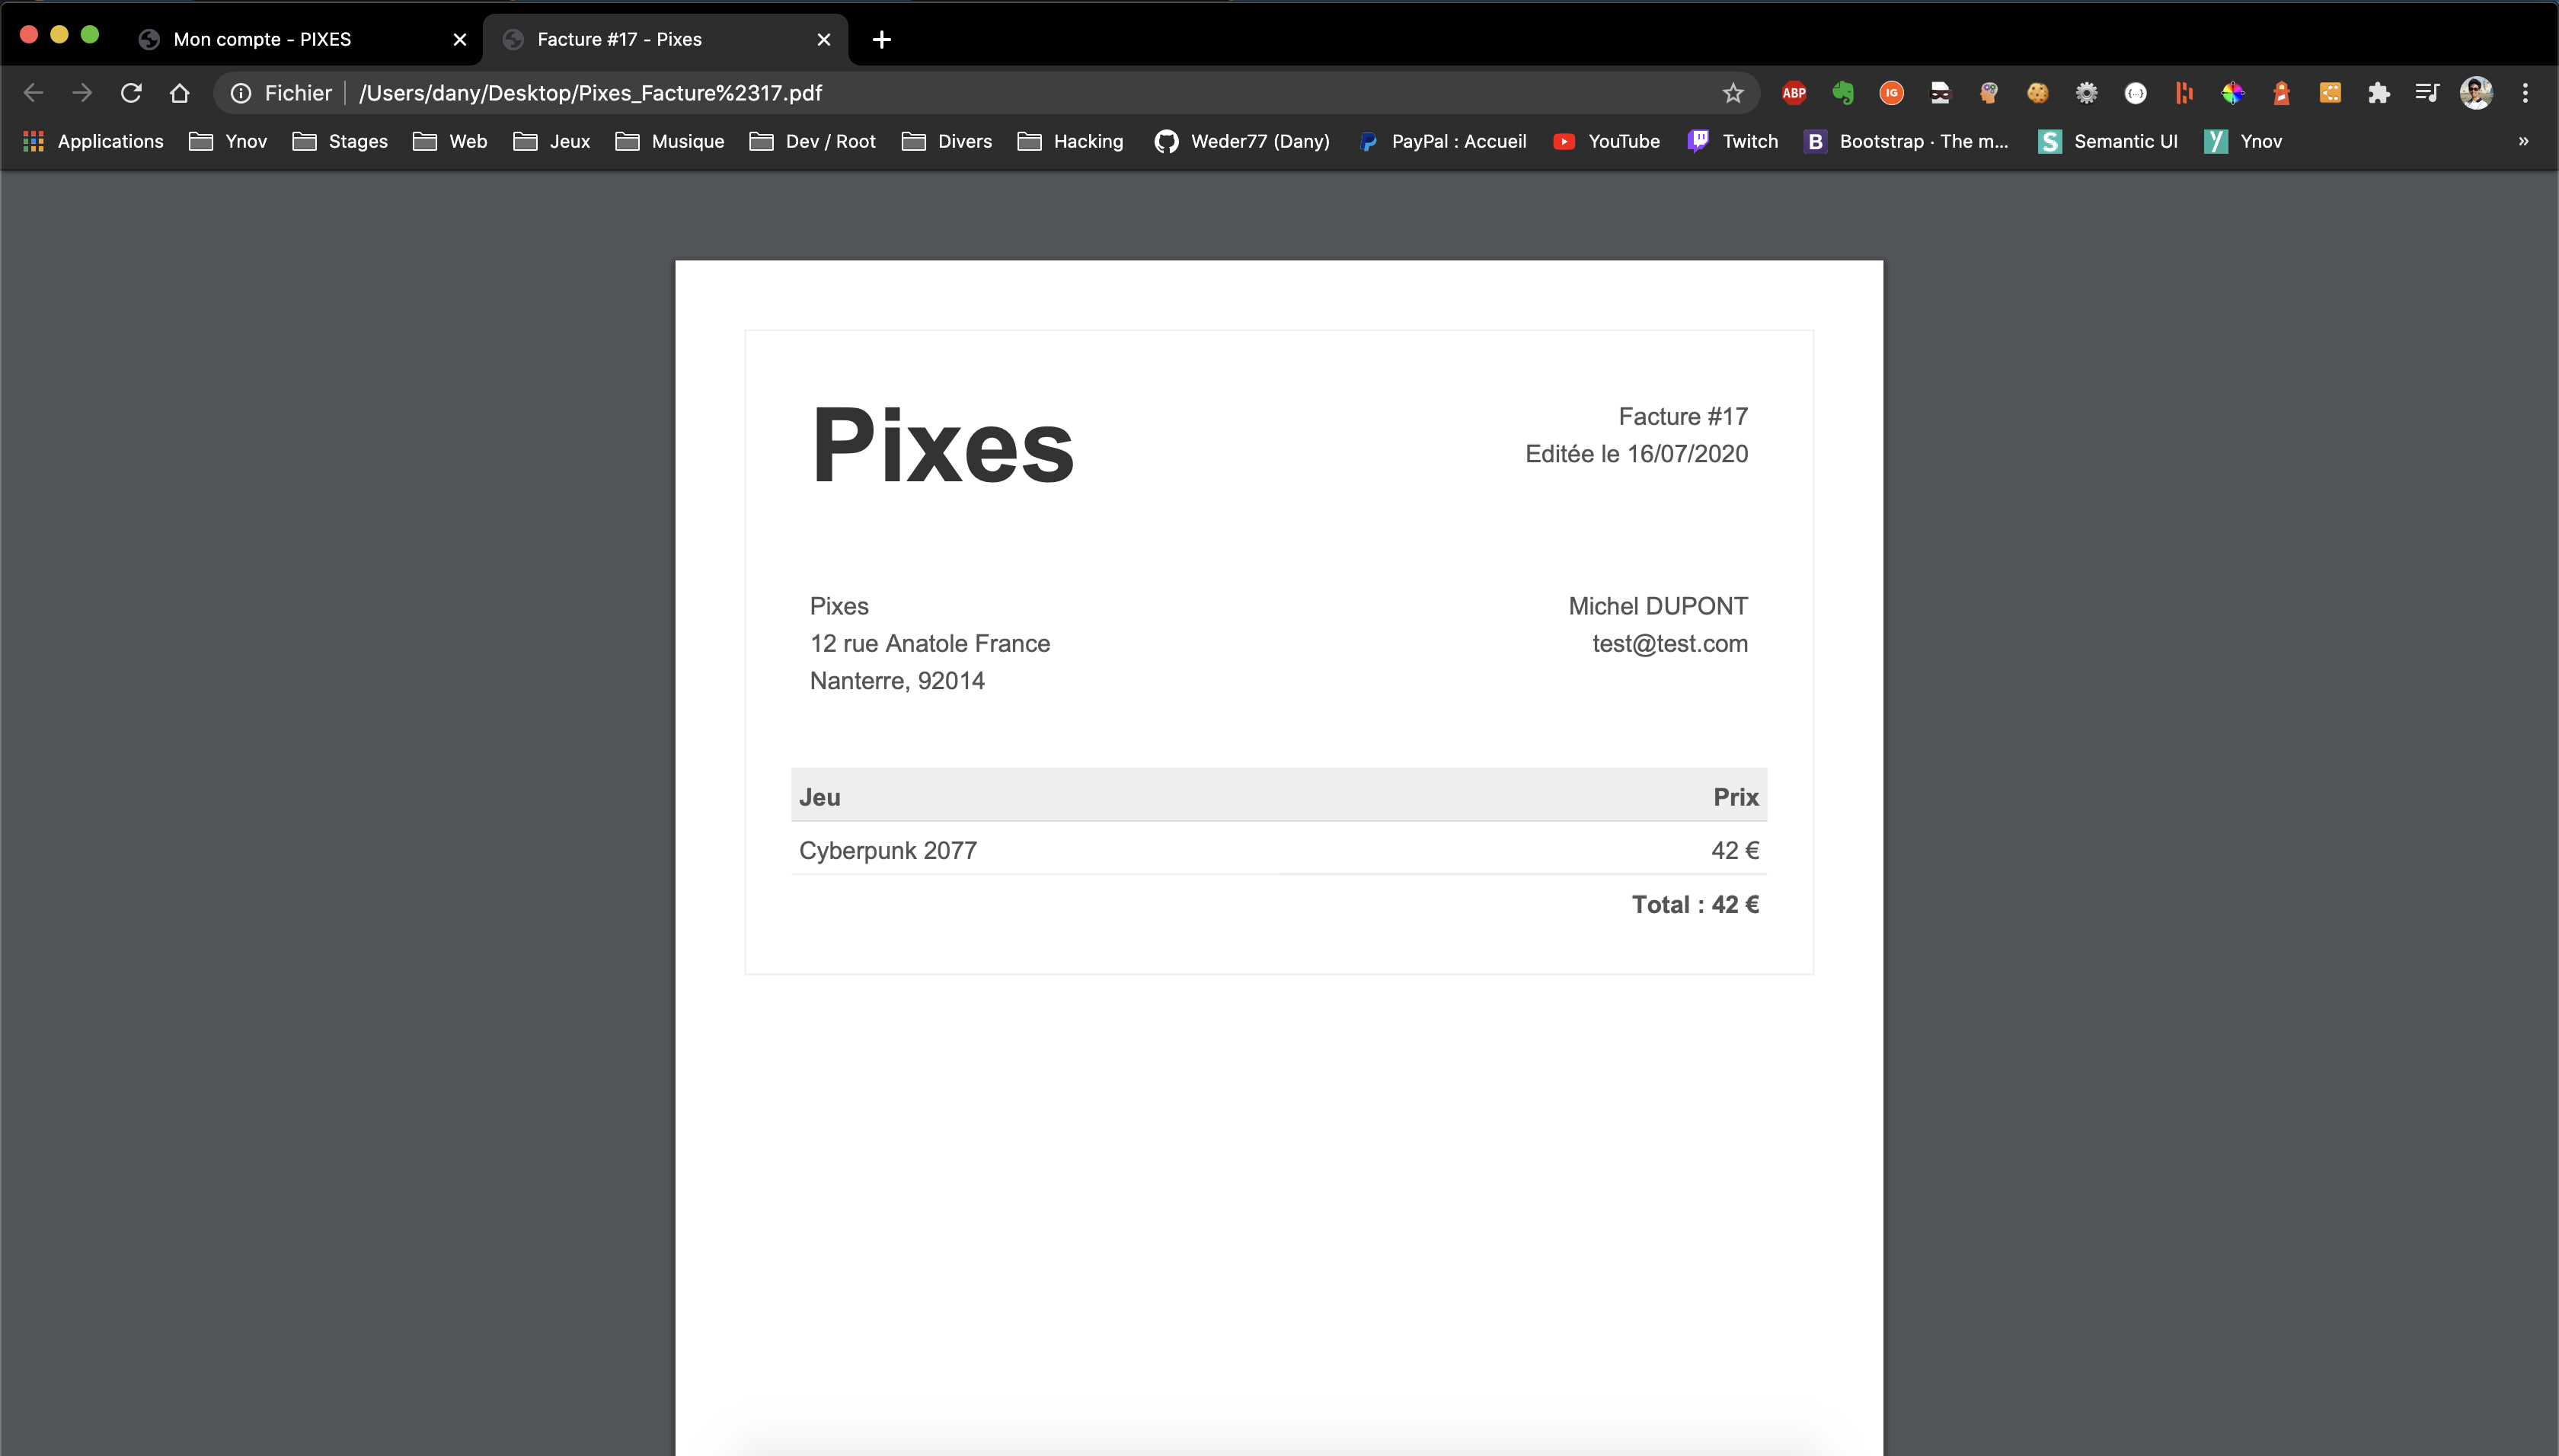 Mon compte - PIXES
Facture #17 - Pixes
Fichier /Users/dany/Desktop/Pixes_Facture%2317.pdf
ABP
IG
Applications Ynov Stages Web Jeux Musique Dev / Root Divers Hacking Weder77 (Dany) PayPal : Accueil YouTube Twitch B Bootstrap · The m... S Semantic UI y Ynov »
Pixes
Facture #17
Editée le 16/07/2020
Pixes
12 rue Anatole France
Nanterre, 92014
Michel DUPONT
test@test.com
Jeu Prix
Cyberpunk 2077 42 €
Total : 42 €